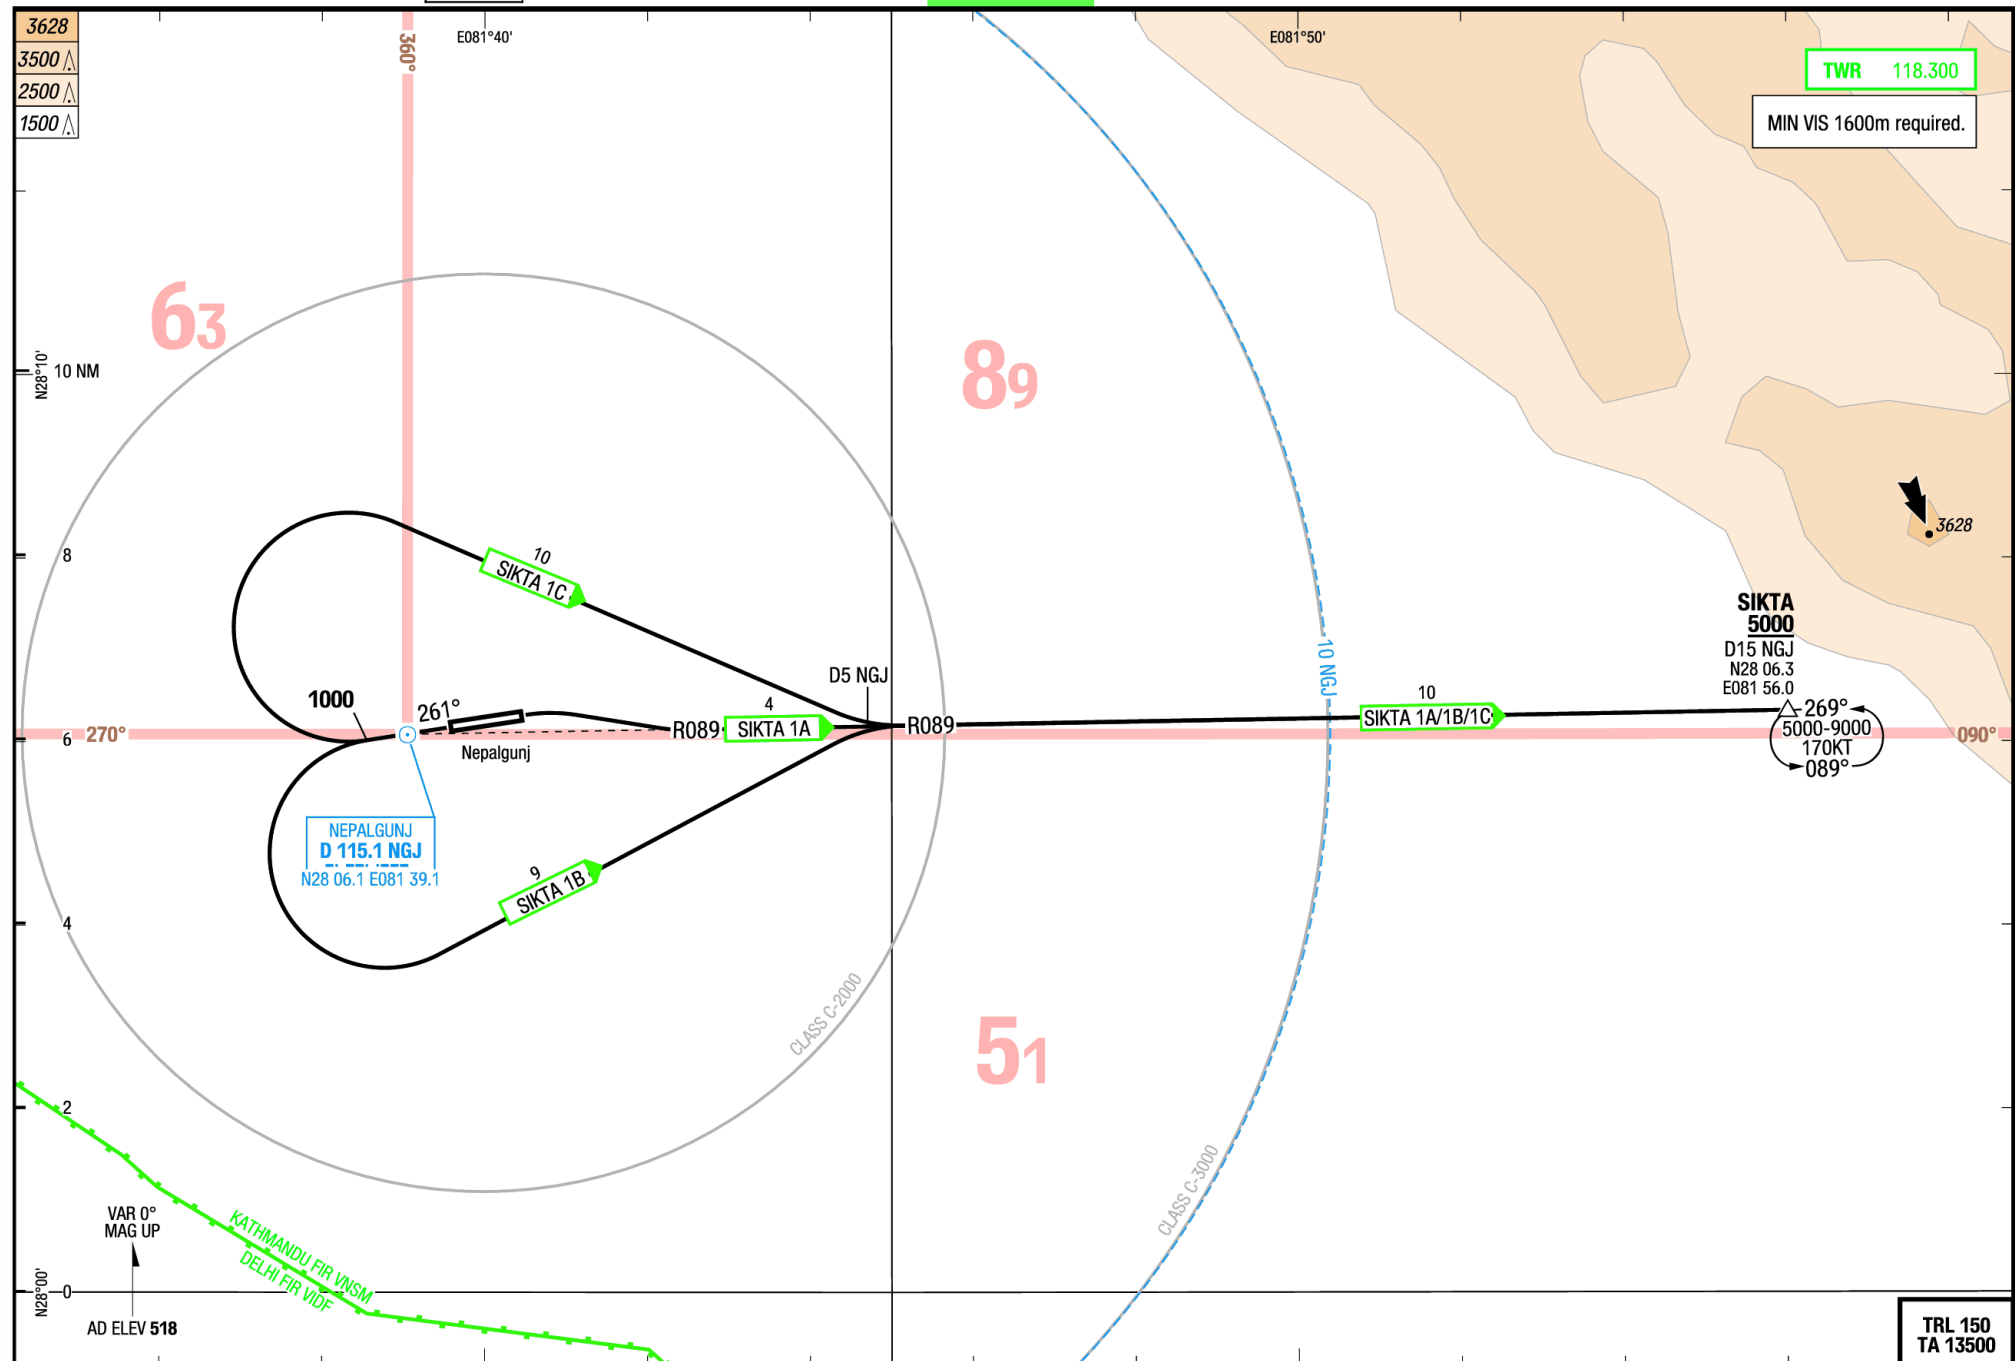 3628
3500
2500
1500
360°
E081°40'
E081°50'
TWR 118.300
MIN VIS 1600m required.
63
89
N28°10'
10 NM
3628
8
10
SIKTA 1C
SIKTA
5000
D15 NGJ
N28 06.3
E081 56.0
D5 NGJ
10 NGJ
1000
261°
4
R089
SIKTA 1A
R089
10
SIKTA 1A/1B/1C
269°
5000-9000
170KT
089°
6
270°
090°
Nepalgunj
NEPALGUNJ
D 115.1 NGJ
N28 06.1 E081 39.1
9
SIKTA 1B
4
CLASS C-2000
51
2
CLASS C-3000
VAR 0°
MAG UP
KATHMANDU FIR VNSM
DELHI FIR VIDF
N28°00'
0
AD ELEV 518
TRL 150
TA 13500